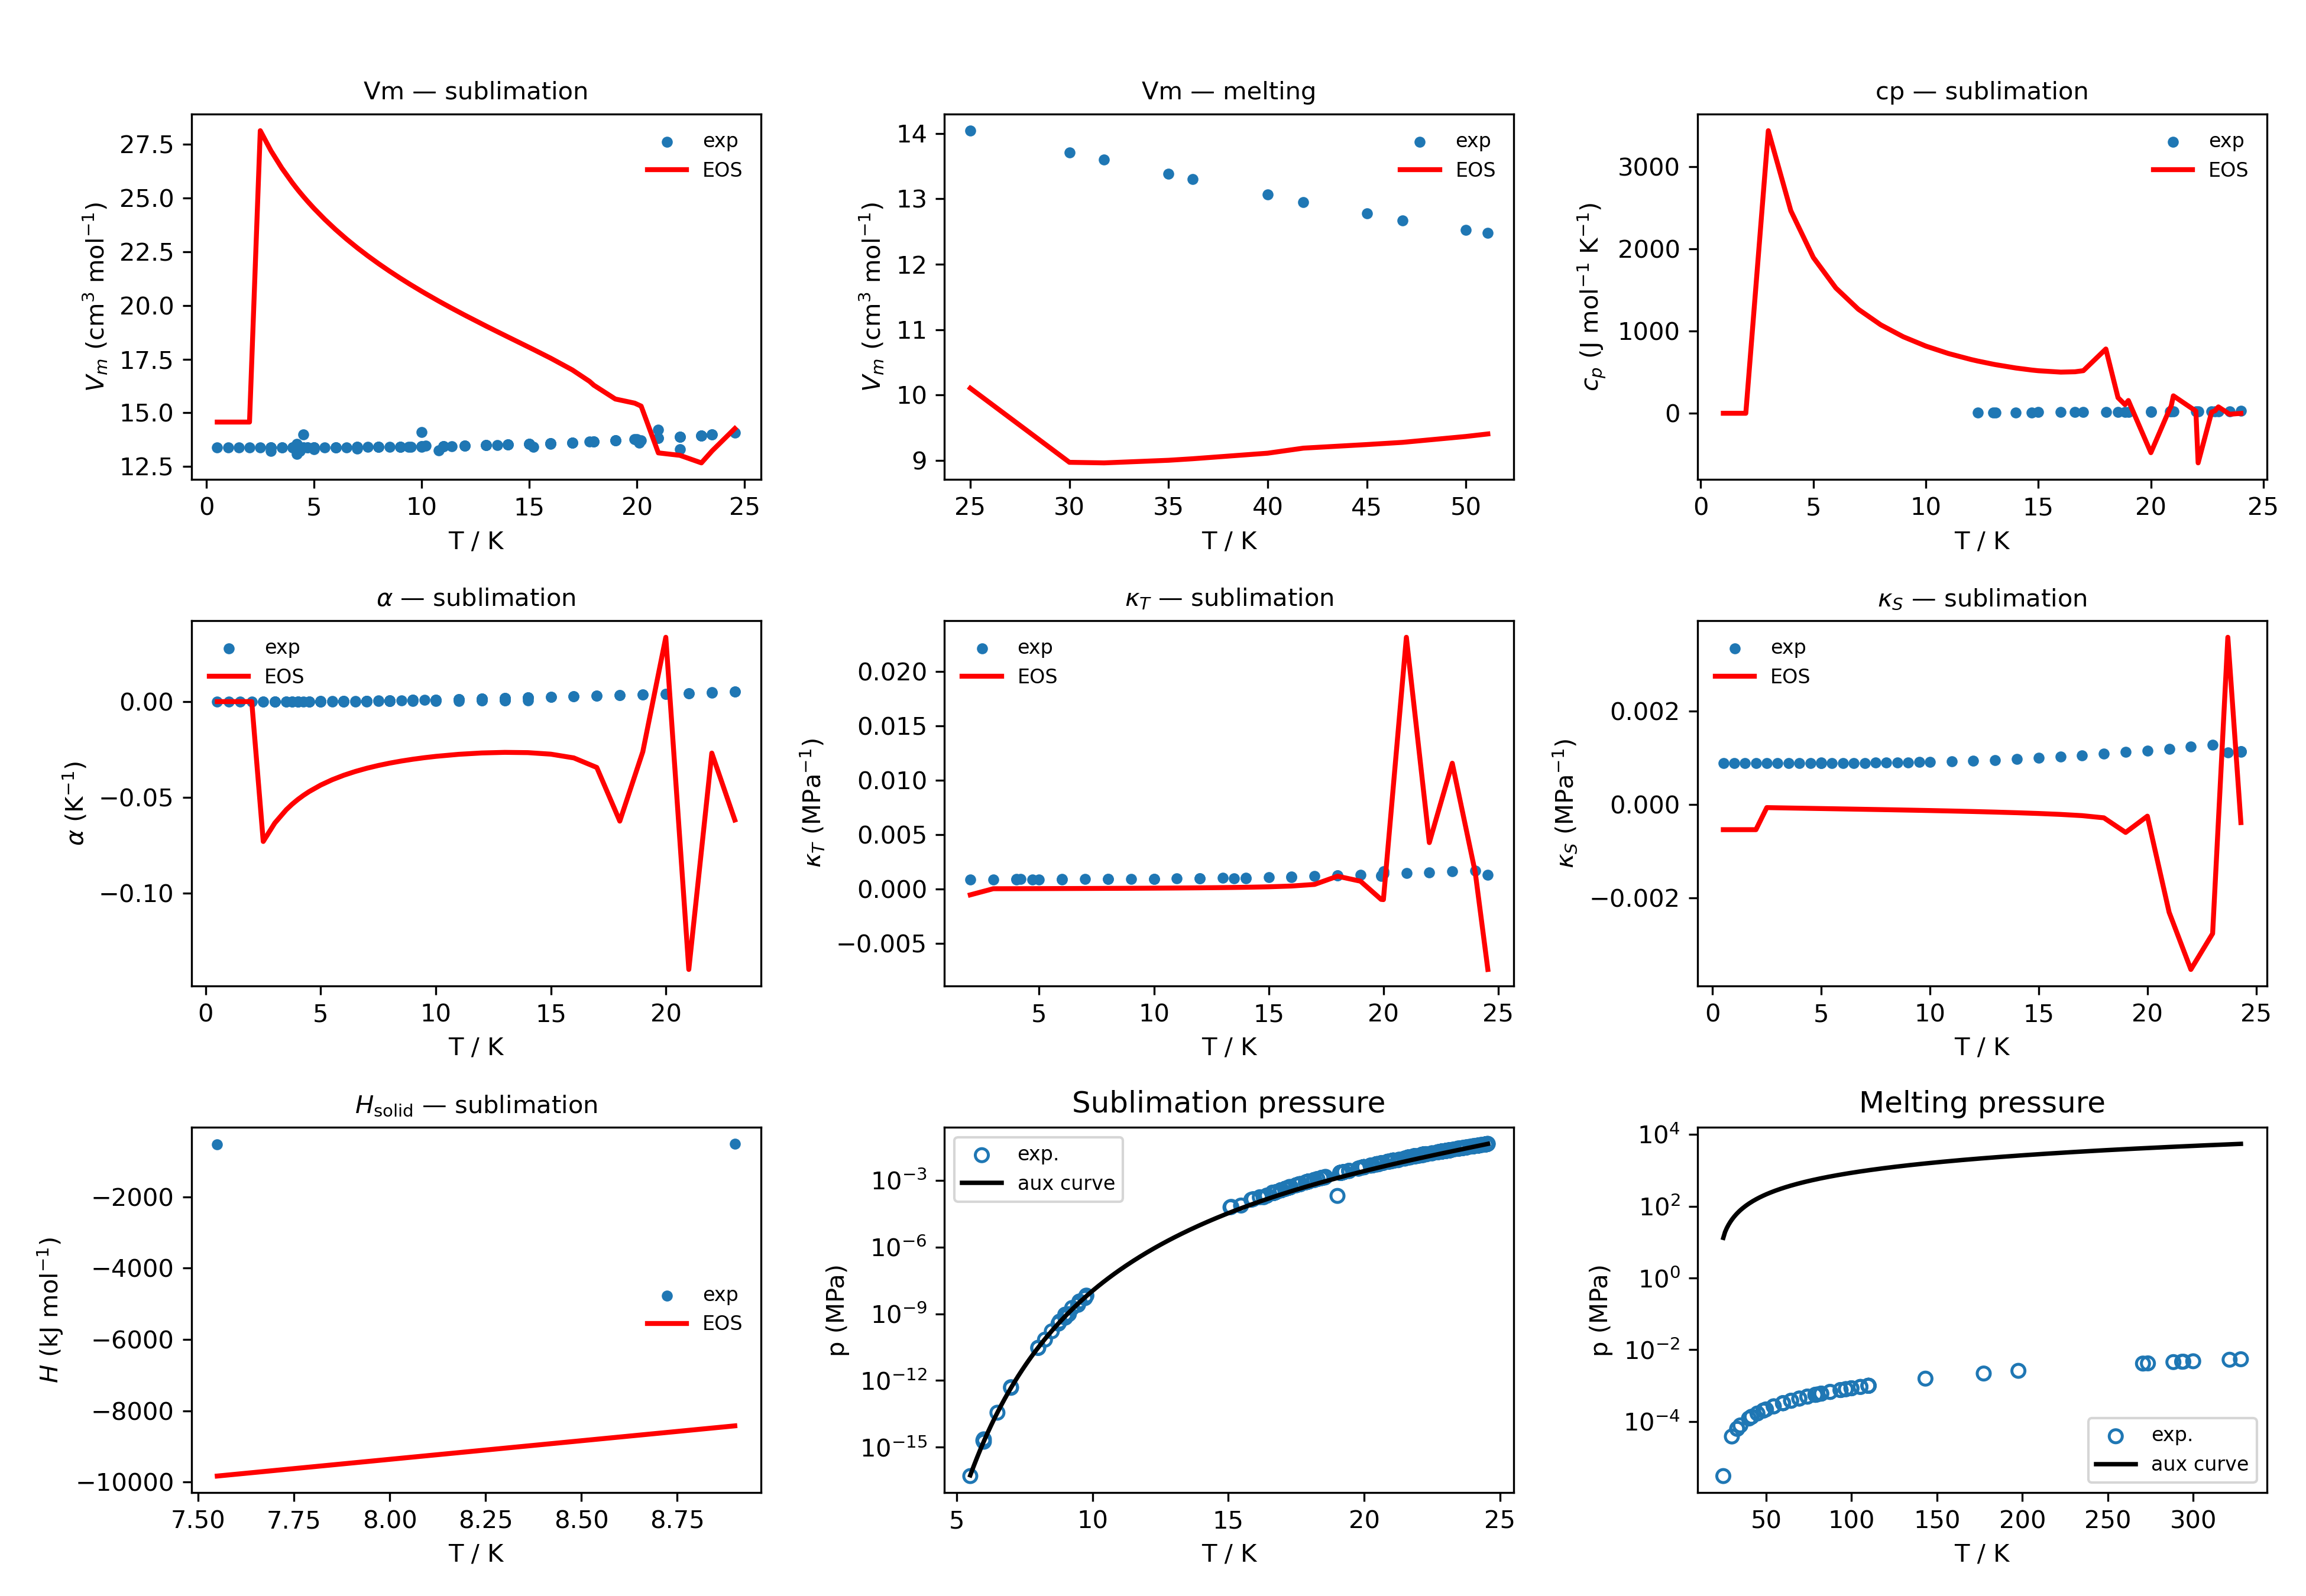 Vm — sublimation
27.5
25.0
22.5
20.0
17.5
15.0
12.5
0 5 10 15 20 25
V_m (cm³ mol⁻¹)
T / K
exp
EOS
Vm — melting
14
13
12
11
10
9
25 30 35 40 45 50
V_m (cm³ mol⁻¹)
T / K
exp
EOS
cp — sublimation
3000
2000
1000
0
0 5 10 15 20 25
c_p (J mol⁻¹ K⁻¹)
T / K
exp
EOS
α — sublimation
0.00
−0.05
−0.10
0 5 10 15 20
α (K⁻¹)
T / K
exp
EOS
κ_T — sublimation
0.020
0.015
0.010
0.005
0.000
−0.005
5 10 15 20 25
κ_T (MPa⁻¹)
T / K
exp
EOS
κ_S — sublimation
0.002
0.000
−0.002
0 5 10 15 20 25
κ_S (MPa⁻¹)
T / K
exp
EOS
H_solid — sublimation
−2000
−4000
−6000
−8000
−10000
7.50 7.75 8.00 8.25 8.50 8.75
H (kJ mol⁻¹)
T / K
exp
EOS
Sublimation pressure
10⁻³
10⁻⁶
10⁻⁹
10⁻¹²
10⁻¹⁵
5 10 15 20 25
p (MPa)
T / K
exp.
aux curve
Melting pressure
10⁴
10²
10⁰
10⁻²
10⁻⁴
50 100 150 200 250 300
p (MPa)
T / K
exp.
aux curve